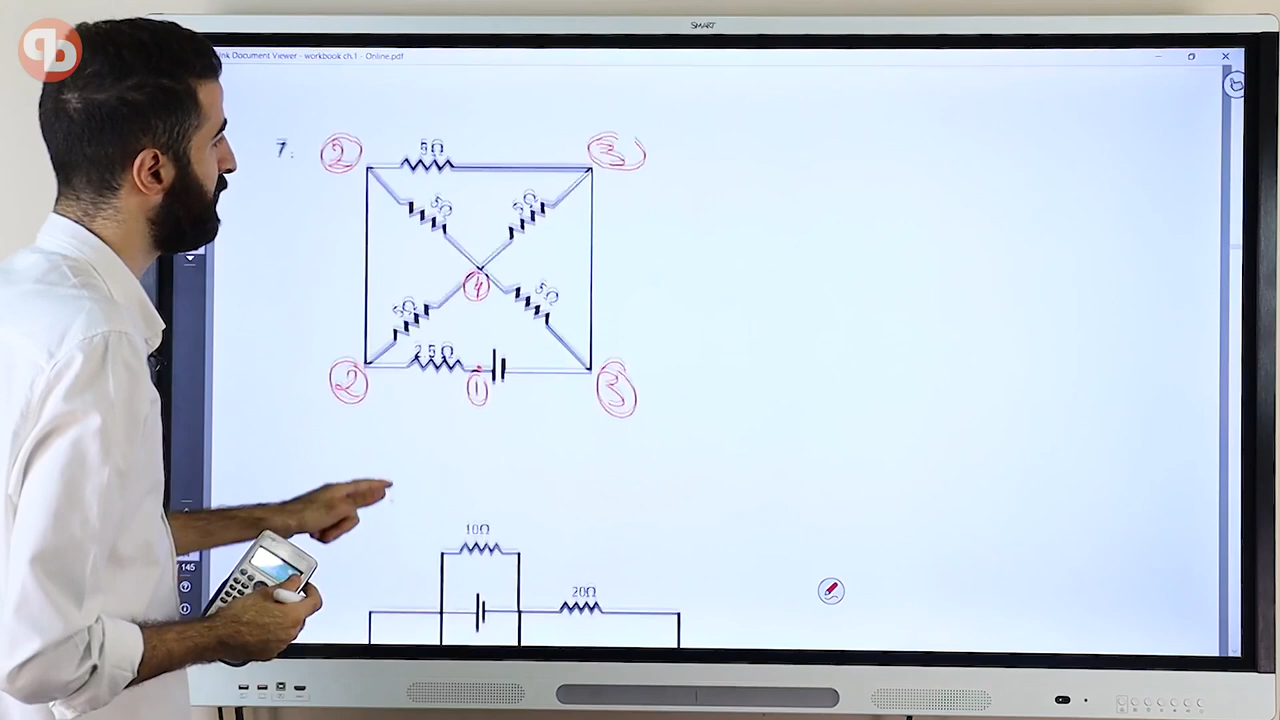 SMART
Ink Document Viewer - workbook ch.1 - Online.pdf
7.
2
5Ω
3
5Ω
5Ω
4
5Ω
5Ω
2.5Ω
2
1
3
10Ω
20Ω
145